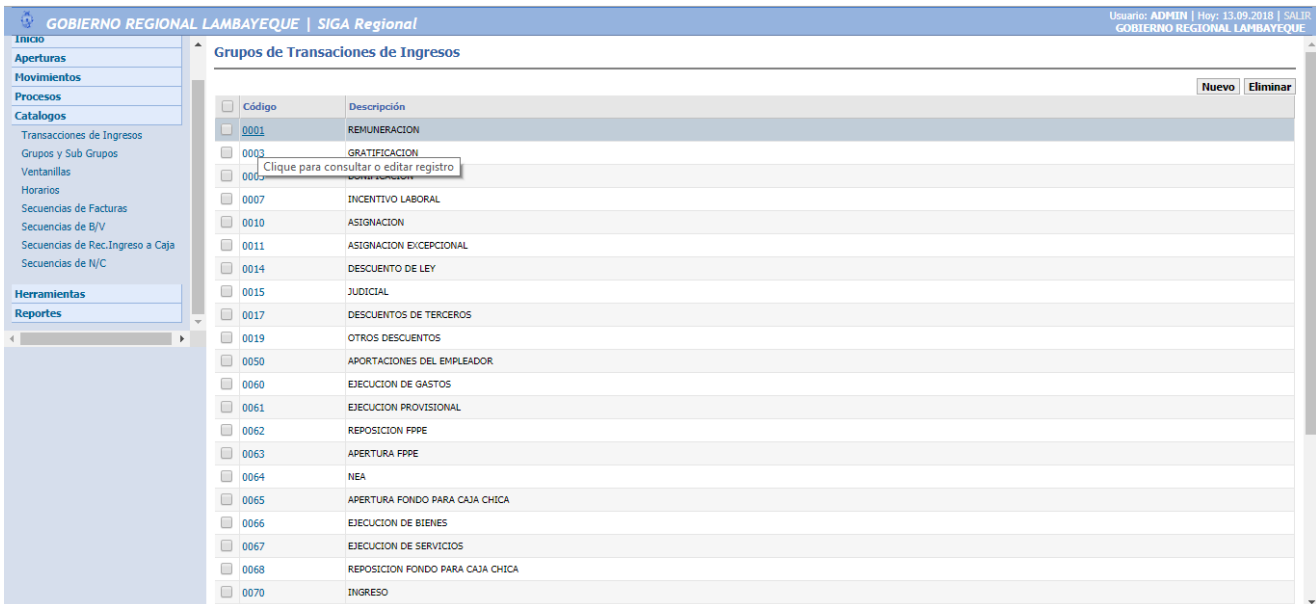 GOBIERNO REGIONAL LAMBAYEQUE | SIGA Regional
Usuario: ADMIN | Hoy: 13.09.2018 | SALIR
GOBIERNO REGIONAL LAMBAYEQUE
Inicio
Aperturas
Movimientos
Procesos
Catalogos
Transacciones de Ingresos
Grupos y Sub Grupos
Ventanillas
Horarios
Secuencias de Facturas
Secuencias de B/V
Secuencias de Rec.Ingreso a Caja
Secuencias de N/C
Herramientas
Reportes
Grupos de Transaciones de Ingresos
Nuevo Eliminar
Código Descripción
0001 REMUNERACION
0003 GRATIFICACION
Clique para consultar o editar registro
0007 INCENTIVO LABORAL
0010 ASIGNACION
0011 ASIGNACION EXCEPCIONAL
0014 DESCUENTO DE LEY
0015 JUDICIAL
0017 DESCUENTOS DE TERCEROS
0019 OTROS DESCUENTOS
0050 APORTACIONES DEL EMPLEADOR
0060 EJECUCION DE GASTOS
0061 EJECUCION PROVISIONAL
0062 REPOSICION FPPE
0063 APERTURA FPPE
0064 NEA
0065 APERTURA FONDO PARA CAJA CHICA
0066 EJECUCION DE BIENES
0067 EJECUCION DE SERVICIOS
0068 REPOSICION FONDO PARA CAJA CHICA
0070 INGRESO